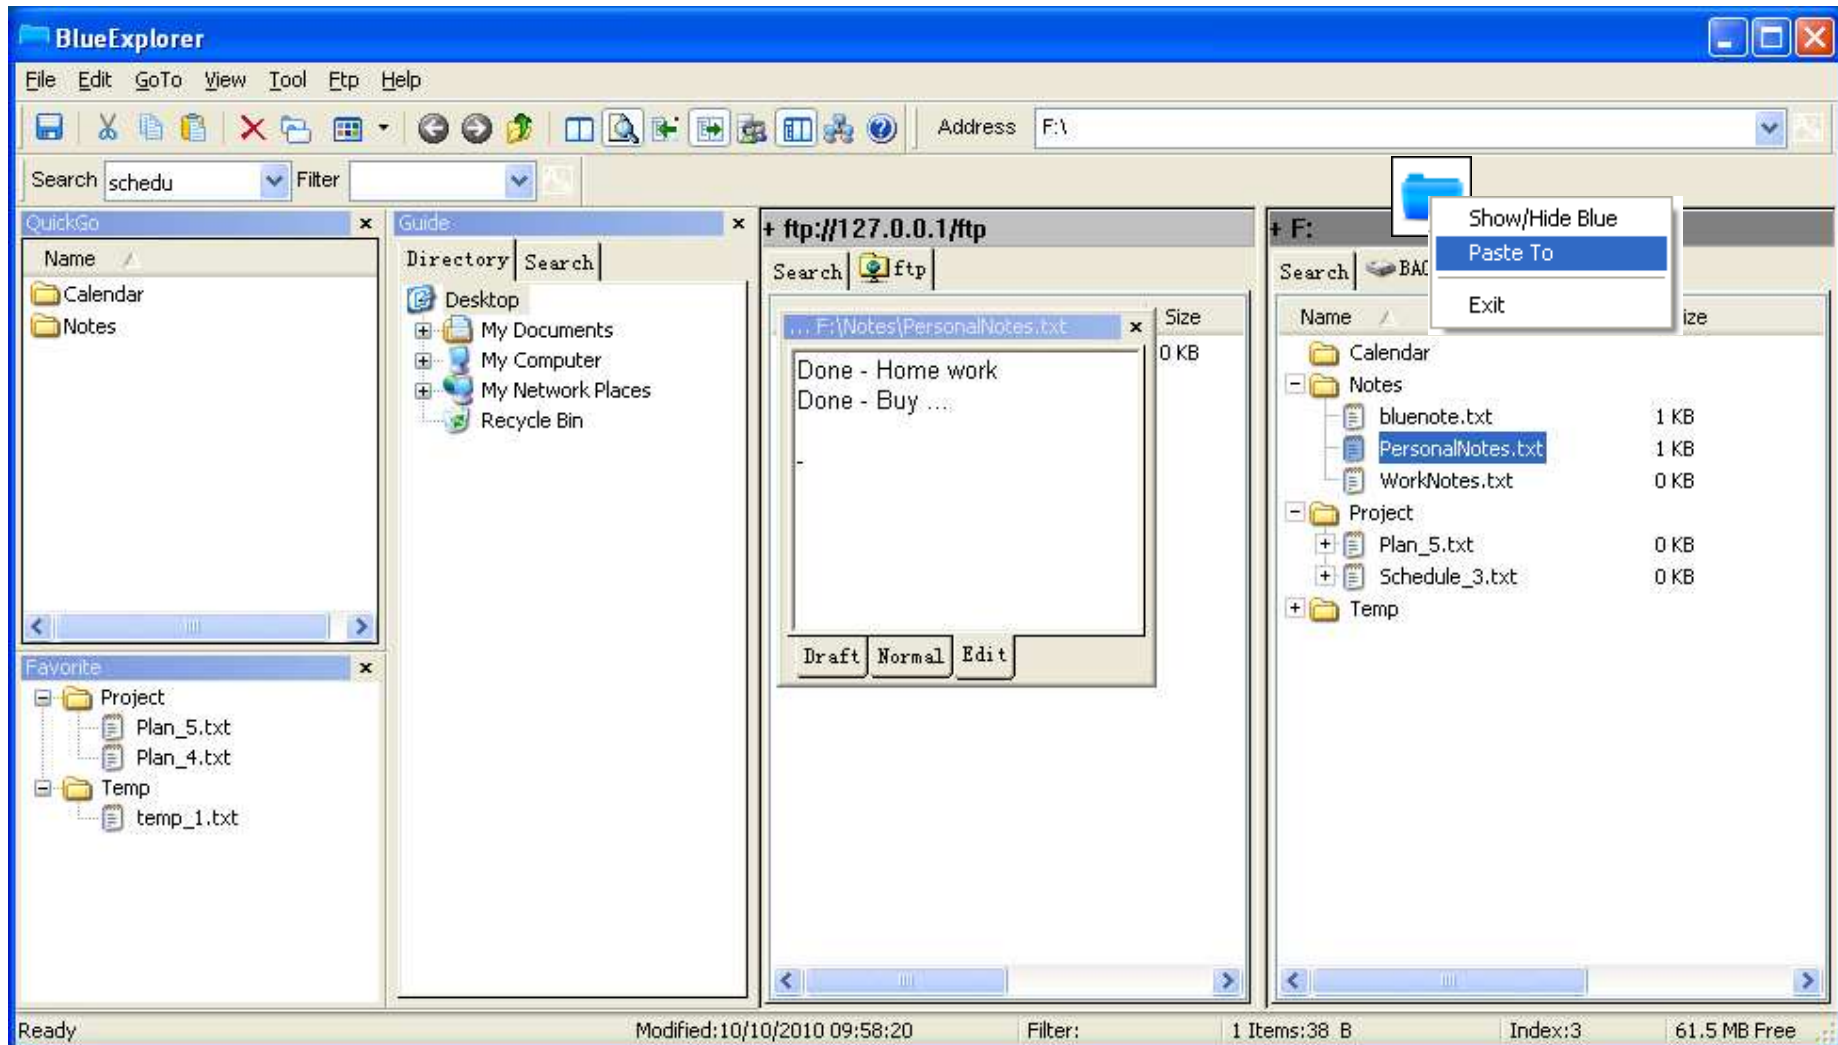 BlueExplorer
File Edit GoTo View Tool Ftp Help
Address F:\
Search schedu Filter
QuickGo
Name
Calendar
Notes
Favorite
Project
Plan_5.txt
Plan_4.txt
Temp
temp_1.txt
Guide
Directory Search
Desktop
My Documents
My Computer
My Network Places
Recycle Bin
+ ftp://127.0.0.1/ftp
Search ftp
Size
0 KB
... F:\Notes\PersonalNotes.txt
Done - Home work
Done - Buy ...
-
Draft Normal Edit
+ F:
Search BAC
Show/Hide Blue
Paste To
Exit
Name ize
Calendar
Notes
bluenote.txt 1 KB
PersonalNotes.txt 1 KB
WorkNotes.txt 0 KB
Project
Plan_5.txt 0 KB
Schedule_3.txt 0 KB
Temp
Ready Modified:10/10/2010 09:58:20 Filter: 1 Items:38 B Index:3 61.5 MB Free